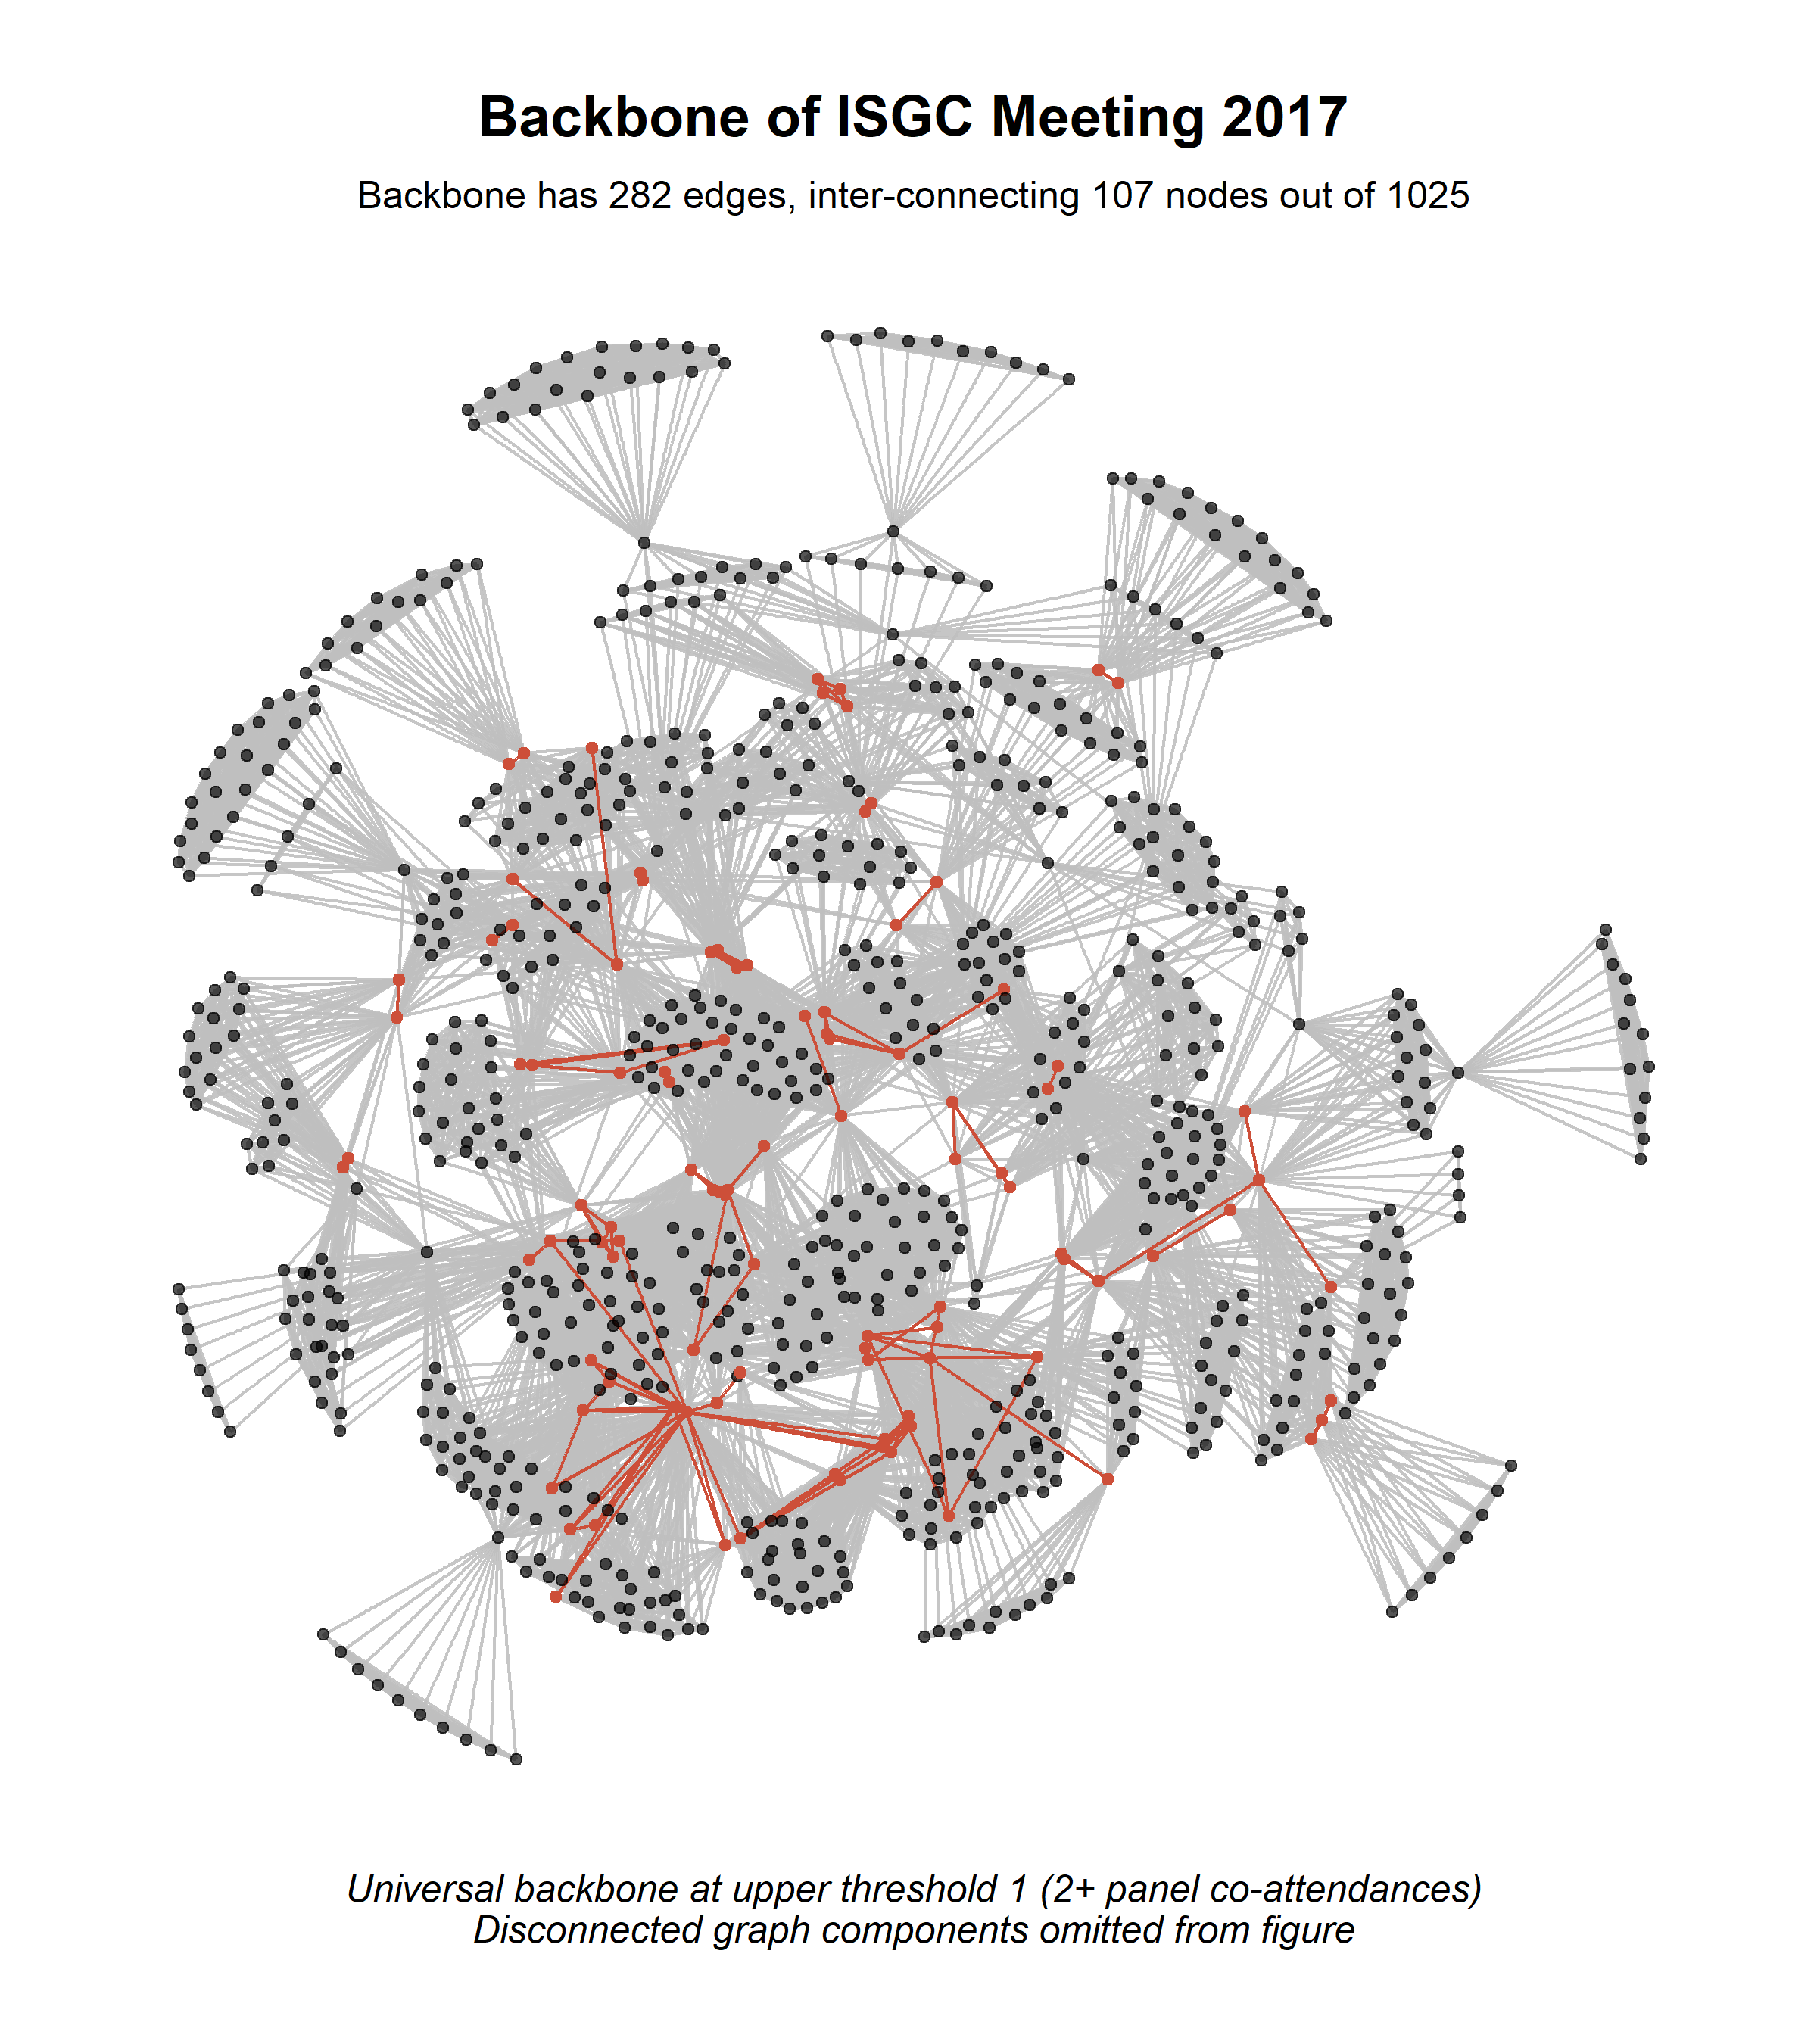 Backbone of ISGC Meeting 2017
Backbone has 282 edges, inter-connecting 107 nodes out of 1025
Universal backbone at upper threshold 1 (2+ panel co-attendances)
Disconnected graph components omitted from figure